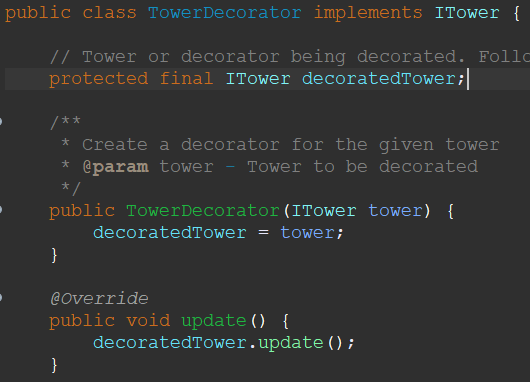 public class TowerDecorator implements ITower {
// Tower or decorator being decorated.
protected final ITower decoratedTower;
/**
* Create a decorator for the given tower
* @param tower - Tower to be decorated
*/
public TowerDecorator(ITower tower) {
decoratedTower = tower;
}
@Override
public void update() {
decoratedTower.update();
}